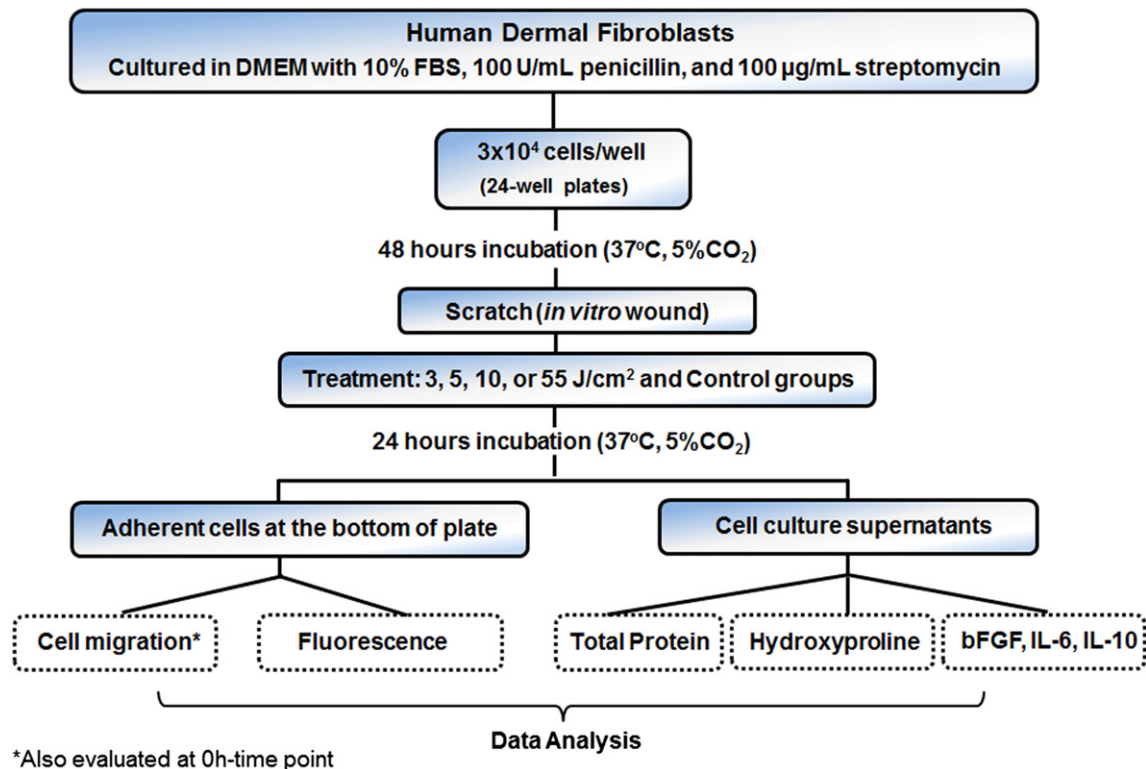 Human Dermal Fibroblasts
Cultured in DMEM with 10% FBS, 100 U/mL penicillin, and 100 µg/mL streptomycin
3x10⁴ cells/well
(24-well plates)
48 hours incubation (37ºC, 5%CO₂)
Scratch (in vitro wound)
Treatment: 3, 5, 10, or 55 J/cm² and Control groups
24 hours incubation (37ºC, 5%CO₂)
Adherent cells at the bottom of plate
Cell culture supernatants
Cell migration*
Fluorescence
Total Protein
Hydroxyproline
bFGF, IL-6, IL-10
Data Analysis
*Also evaluated at 0h-time point